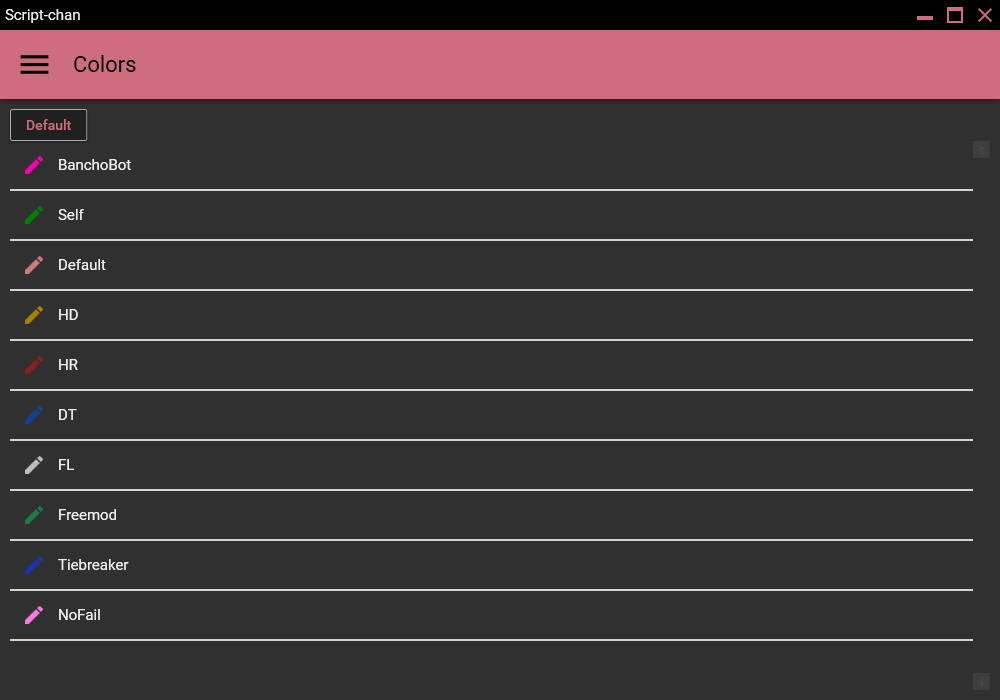 Script-chan
Colors
Default
BanchoBot
Self
Default
HD
HR
DT
FL
Freemod
Tiebreaker
NoFail